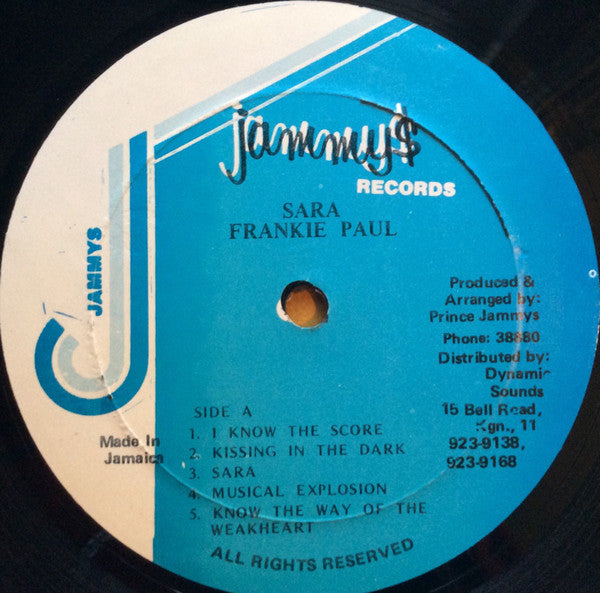 jammy$
RECORDS
SARA
FRANKIE PAUL
JAMMYS
Produced &
Arranged by:
Prince Jammys
Phone: 38880
Distributed by:
Dynamic
Sounds
15 Bell Road,
Kgn., 11
923-9138,
923-9168
Made In
Jamaica
SIDE A
1. I KNOW THE SCORE
2. KISSING IN THE DARK
3. SARA
4. MUSICAL EXPLOSION
5. KNOW THE WAY OF THE
WEAKHEART
ALL RIGHTS RESERVED